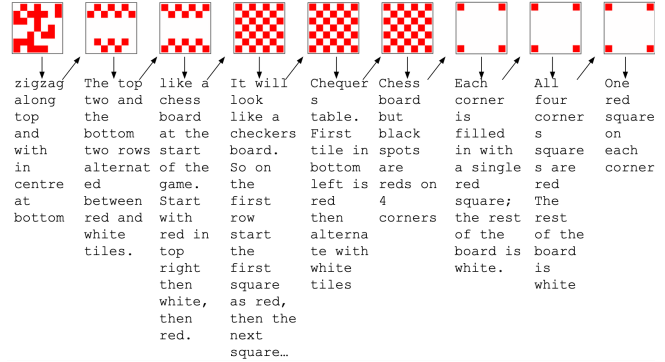 zigzag
along
top
and
with
in
centre
at
bottom
The top
two and
the
bottom
two rows
alternat
ed
between
red and
white
tiles.
like a
chess
board
at the
start
of the
game.
Start
with
red in
top
right
then
white,
then
red.
It will
look
like a
checkers
board.
So on
the
first
row
start
the
first
square
as red,
then the
next
square…
Chequer
s
table.
First
tile in
bottom
left is
red
then
alterna
te with
white
tiles
Chess
board
but
black
spots
are
reds on
4
corners
Each
corner
is
filled
in with
a single
red
square;
the rest
of the
board is
white.
All
four
corner
s
square
s are
red
The
rest
of the
board
is
white
One
red
square
on
each
corner